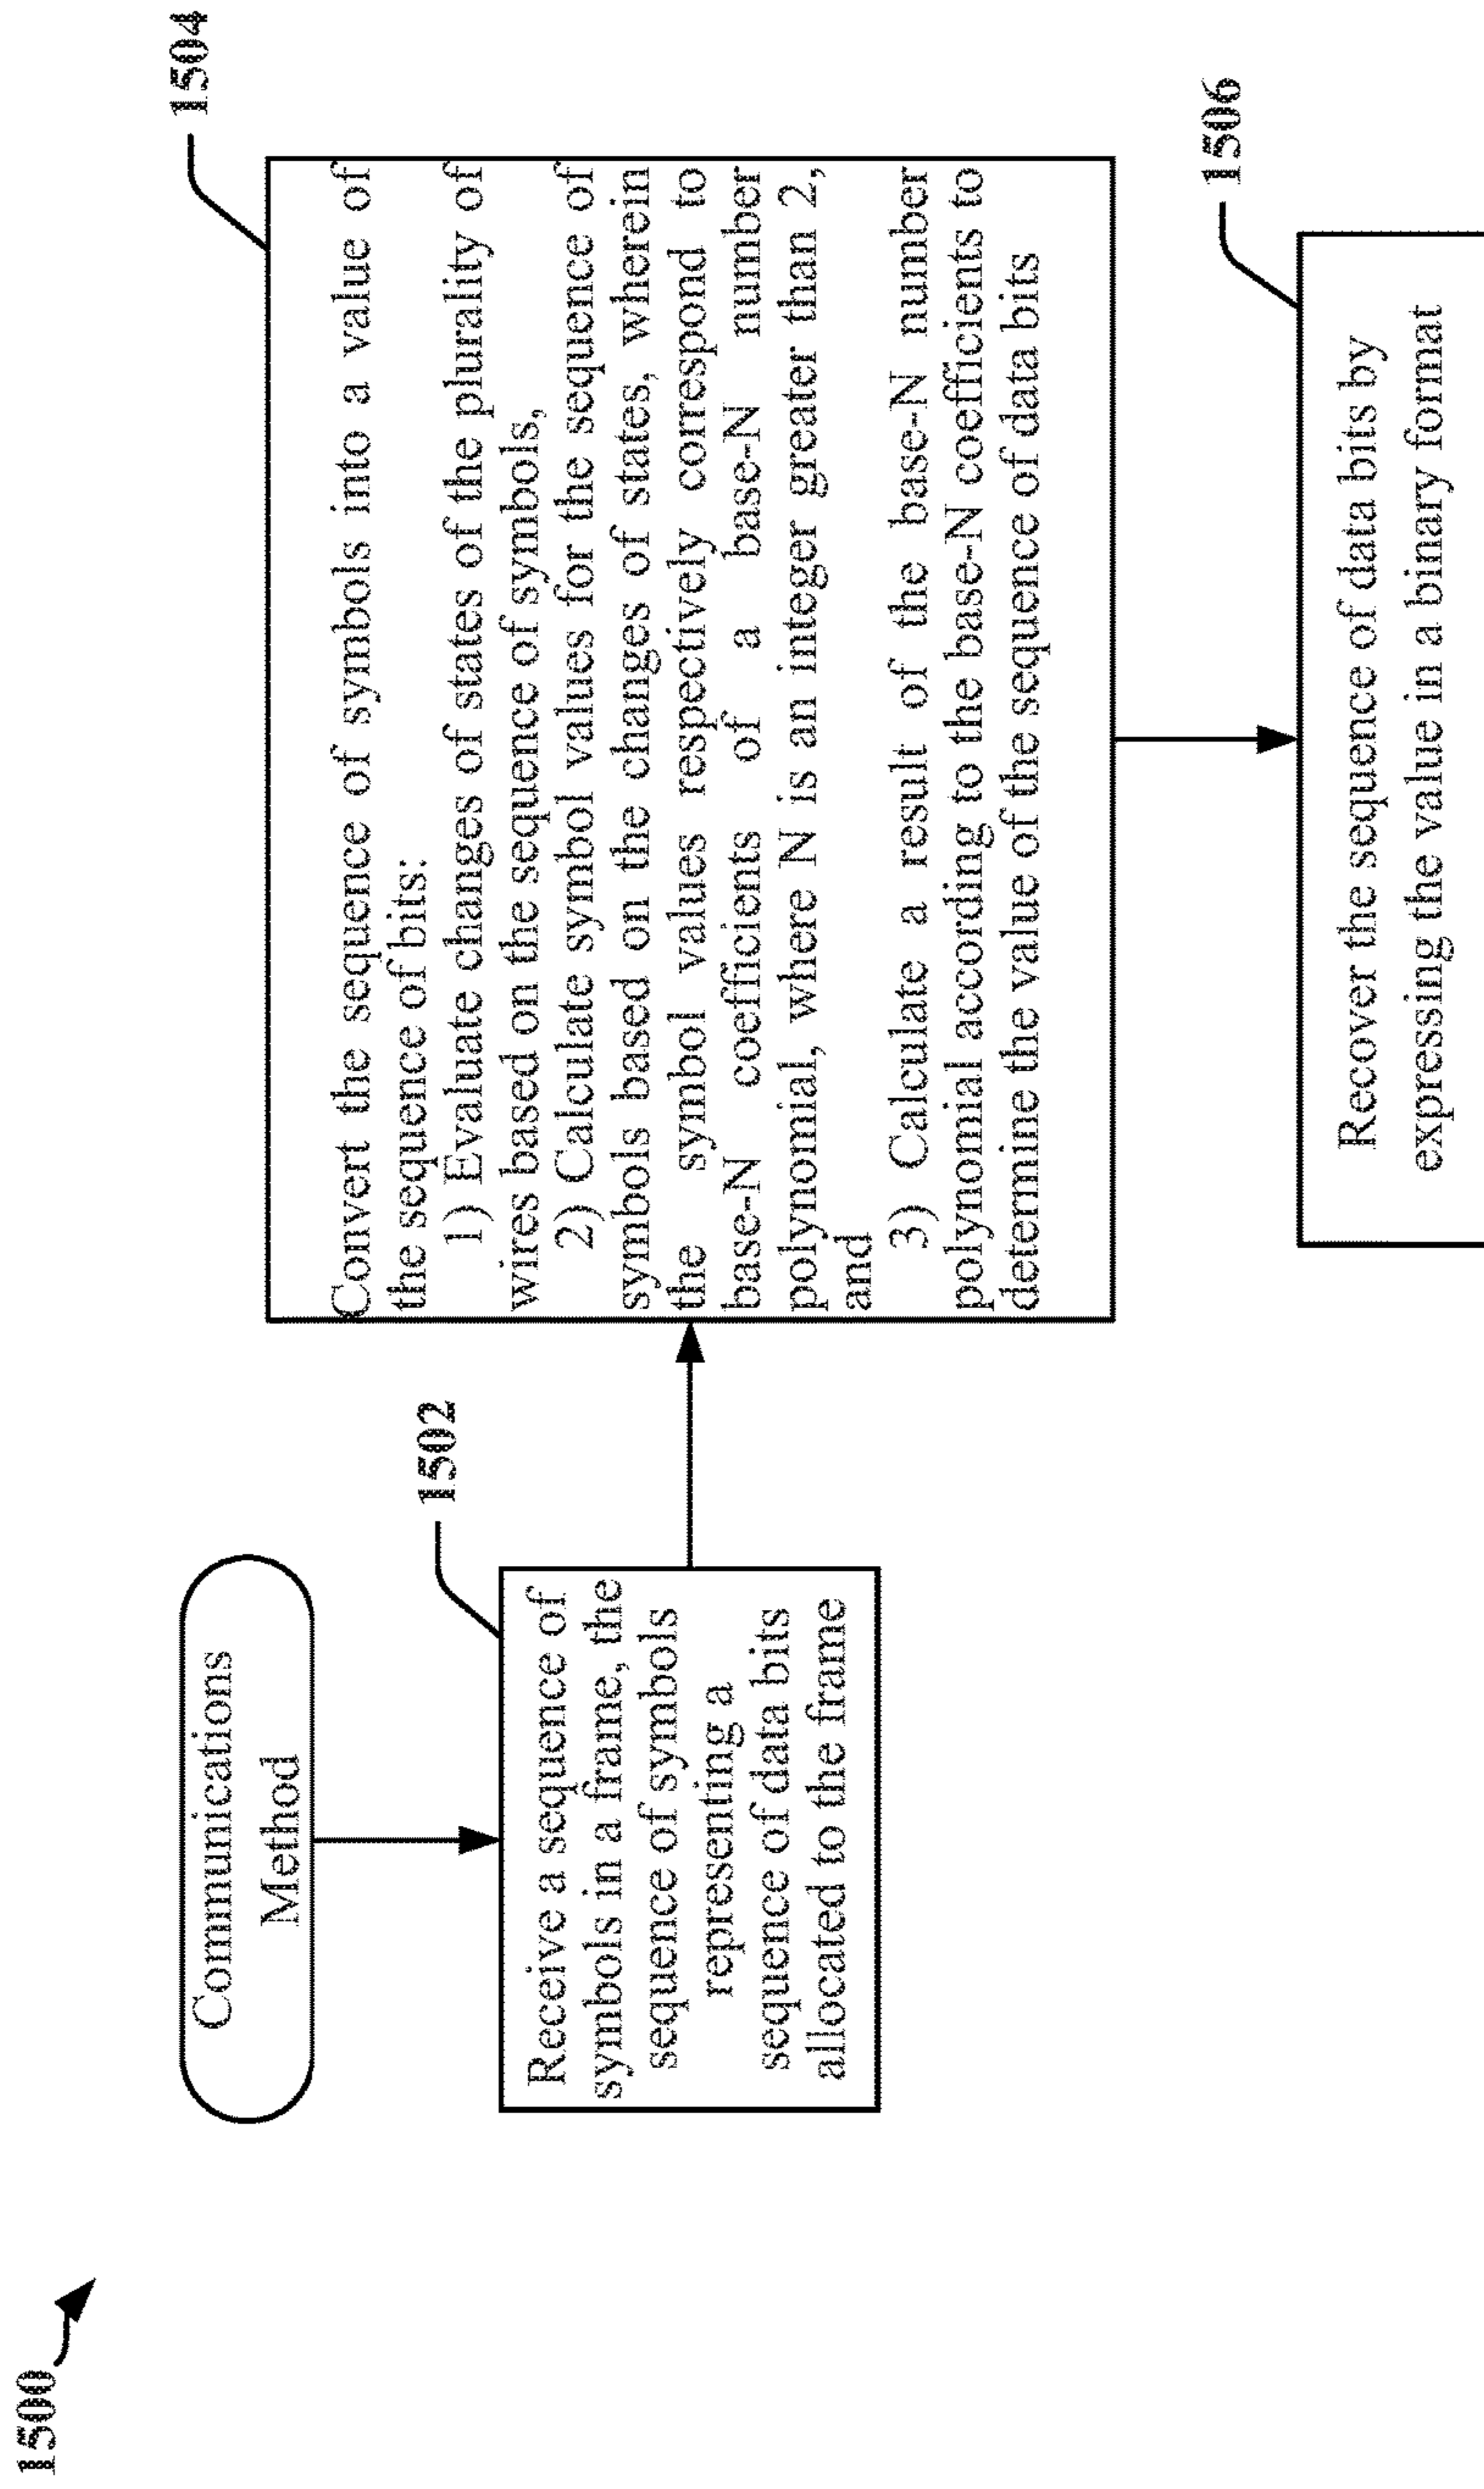 1500
Communications
Method
1502
Receive a sequence of
symbols in a frame, the
sequence of symbols
representing a
sequence of data bits
allocated to the frame
1504
Convert the sequence of symbols into a value of
the sequence of bits:
1) Evaluate changes of states of the plurality of
wires based on the sequence of symbols,
2) Calculate symbol values for the sequence of
symbols based on the changes of states, wherein
the symbol values respectively correspond to
base-N coefficients of a base-N number
polynomial, where N is an integer greater than 2,
and
3) Calculate a result of the base-N number
polynomial according to the base-N coefficients to
determine the value of the sequence of data bits
1506
Recover the sequence of data bits by
expressing the value in a binary format